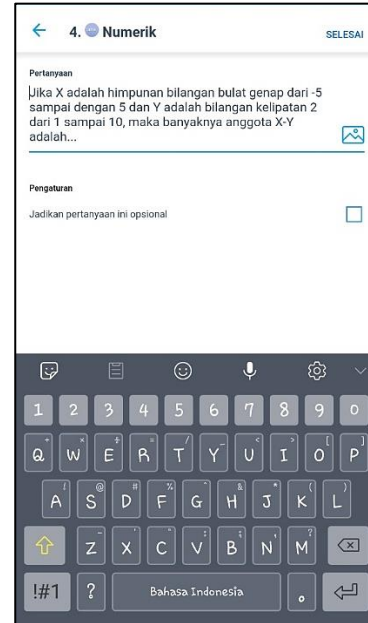 4. Numerik SELESAI
Pertanyaan
Jika X adalah himpunan bilangan bulat genap dari -5
sampai dengan 5 dan Y adalah bilangan kelipatan 2
dari 1 sampai 10, maka banyaknya anggota X-Y
adalah...
Pengaturan
Jadikan pertanyaan ini opsional
1 2 3 4 5 6 7 8 9 0
Q W E R T Y U I O P
A S D F G H J K L
Z X C V B N M
!#1 ? Bahasa Indonesia .